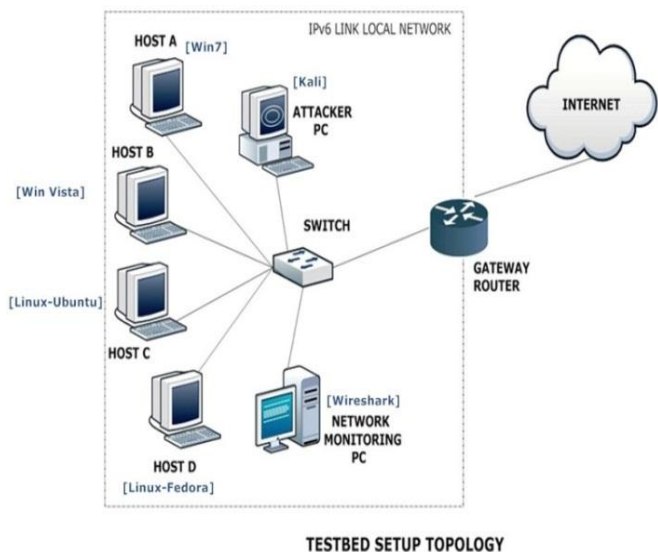 IPv6 LINK LOCAL NETWORK
HOST A
[Win7]
[Kali]
ATTACKER
PC
INTERNET
HOST B
[Win Vista]
SWITCH
GATEWAY
ROUTER
[Linux-Ubuntu]
HOST C
[Wireshark]
NETWORK
MONITORING
PC
HOST D
[Linux-Fedora]
TESTBED SETUP TOPOLOGY